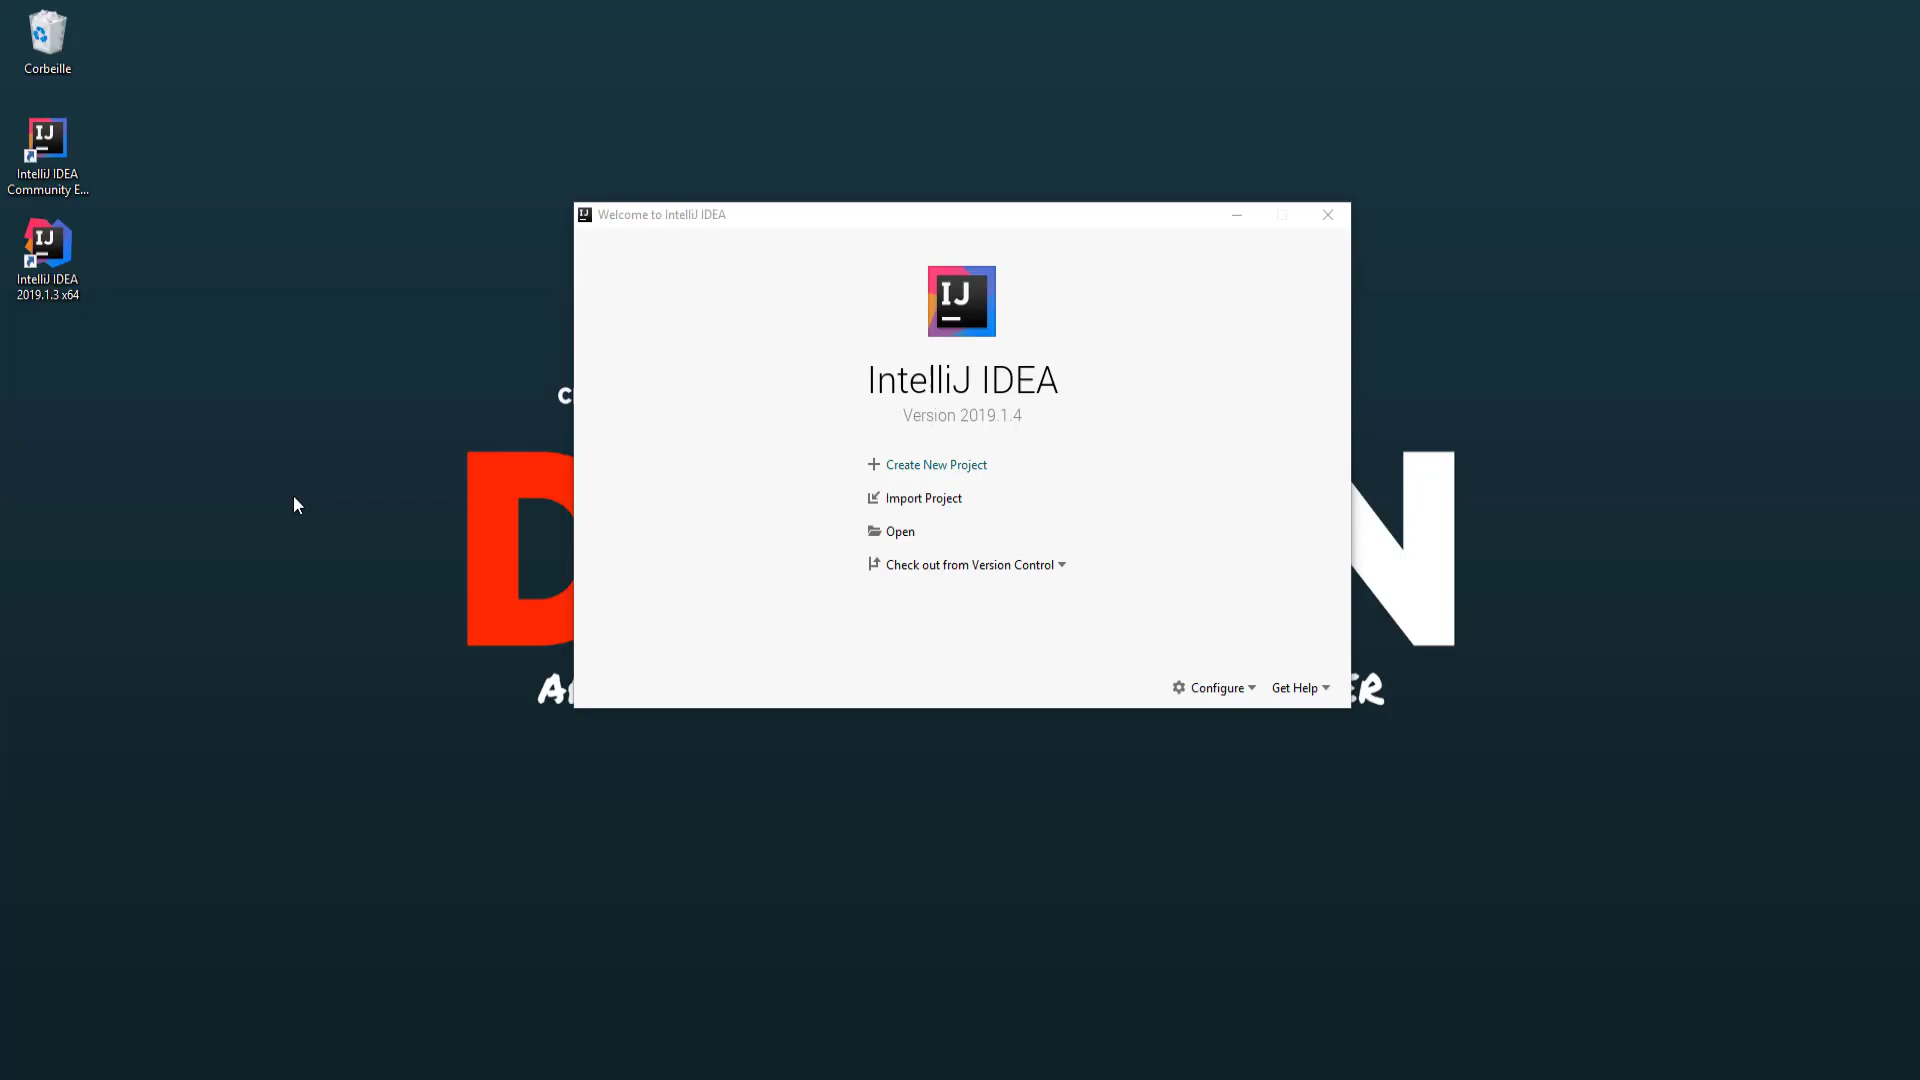 Corbeille
IntelliJ IDEA
Community E...
IntelliJ IDEA
2019.1.3 x64
Welcome to IntelliJ IDEA
IJ
IntelliJ IDEA
Version 2019.1.4
Create New Project
Import Project
Open
Check out from Version Control
Configure
Get Help